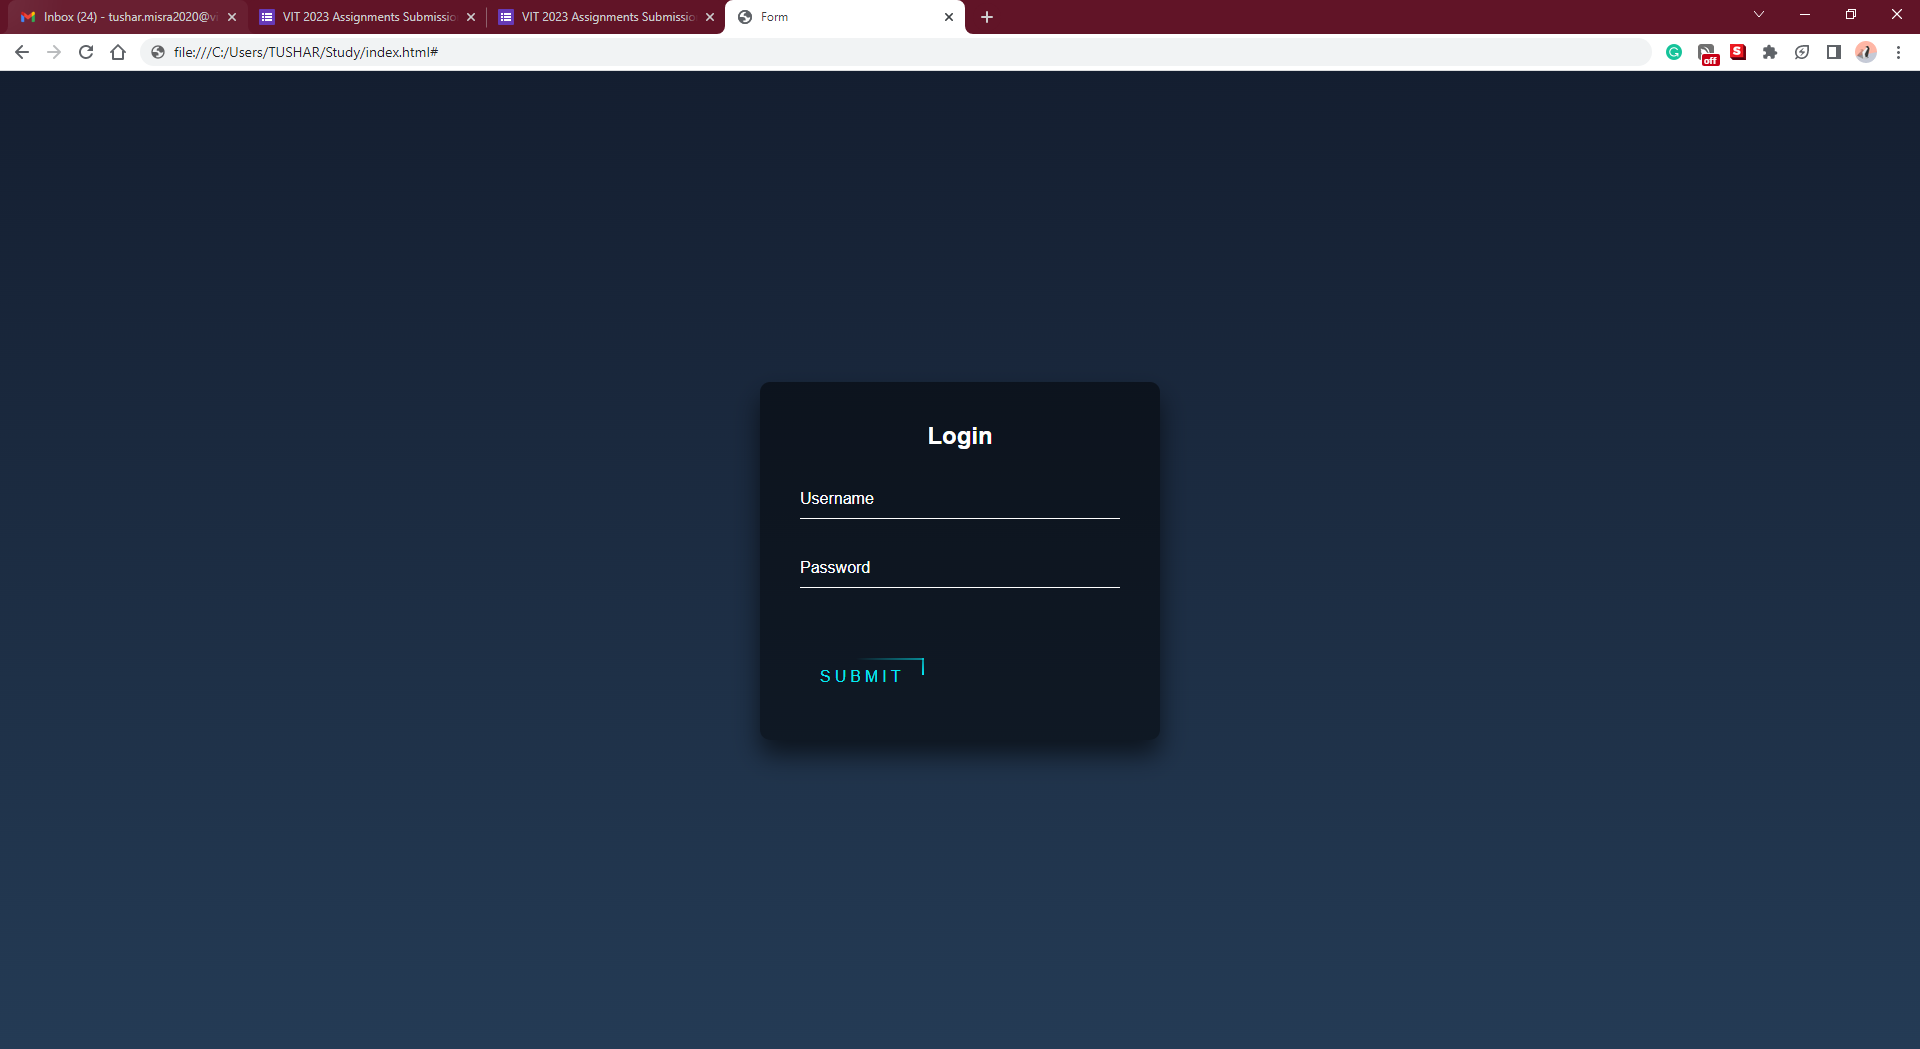 Inbox (24) - tushar.misra2020@vi
VIT 2023 Assignments Submissio
VIT 2023 Assignments Submissio
Form
file:///C:/Users/TUSHAR/Study/index.html#
S
off
Login
Username
Password
SUBMIT